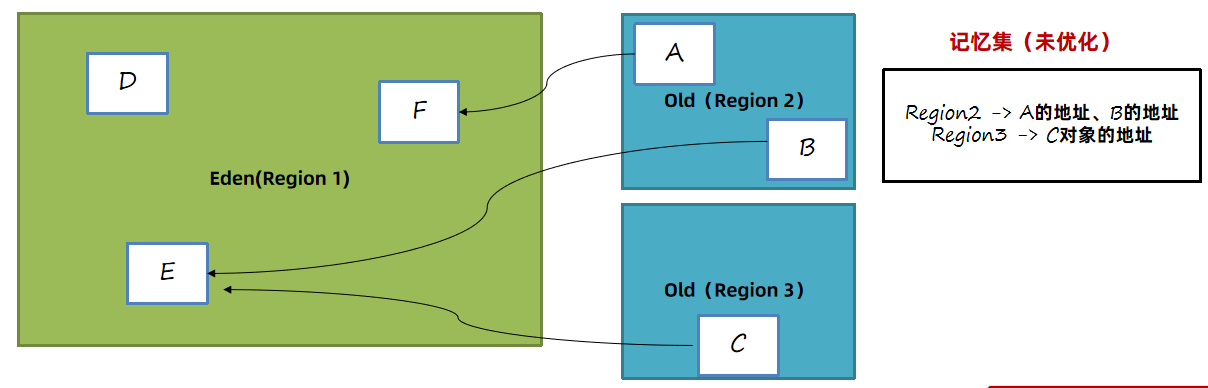 记忆集（未优化）
D
F
A
Old（Region 2）
B
Region2 -> A的地址、B的地址
Region3 -> C对象的地址
Eden(Region 1)
E
Old（Region 3）
C